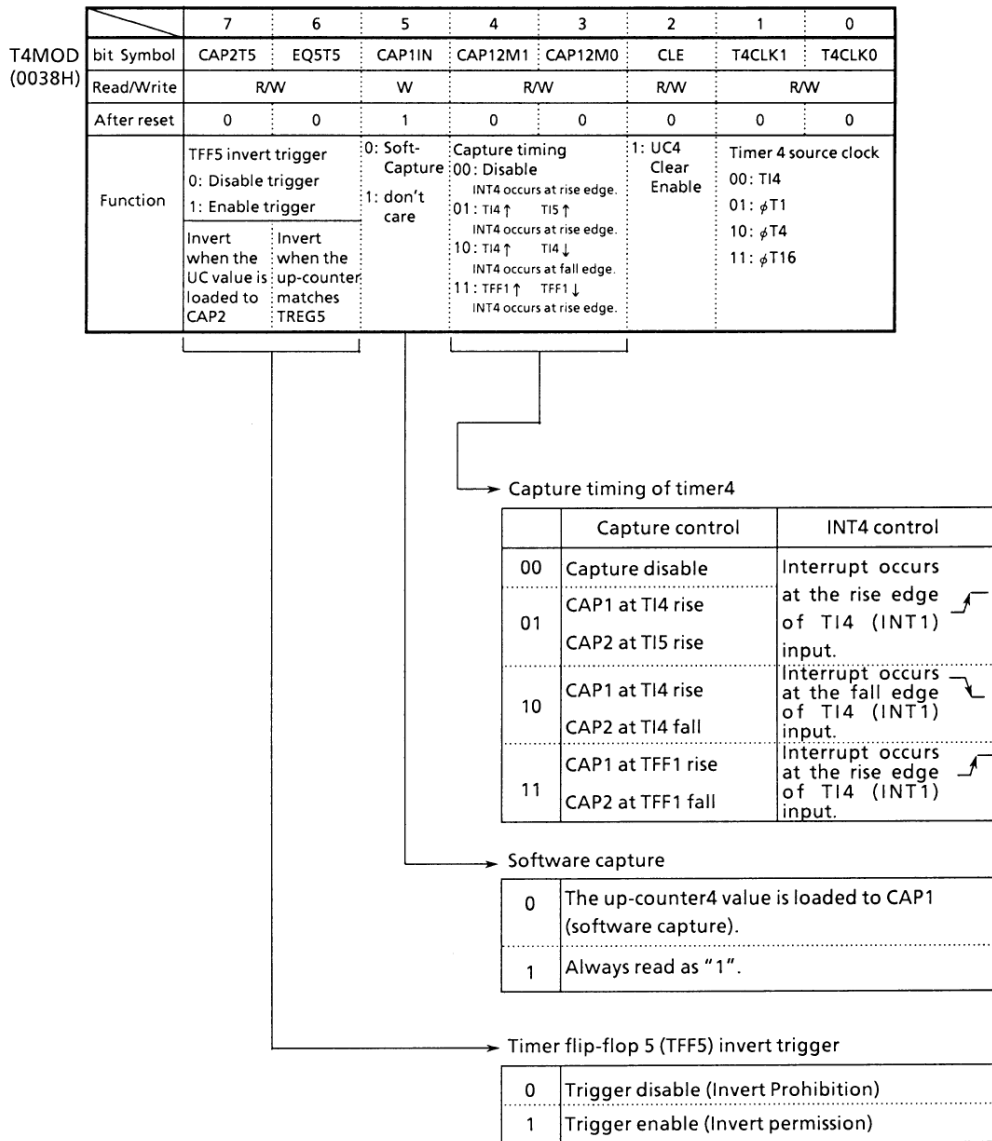 7 6 5 4 3 2 1 0
T4MOD
(0038H)
bit Symbol CAP2T5 EQ5T5 CAP1IN CAP12M1 CAP12M0 CLE T4CLK1 T4CLK0
Read/Write R/W W R/W R/W R/W
After reset 0 0 1 0 0 0 0 0
Function
TFF5 invert trigger
0: Disable trigger
1: Enable trigger
Invert
when the
UC value is
loaded to
CAP2
Invert
when the
up-counter
matches
TREG5
0: Soft-
Capture
1: don't
care
Capture timing
00: Disable
INT4 occurs at rise edge.
01: TI4↑ TI5↑
INT4 occurs at rise edge.
10: TI4↑ TI4↓
INT4 occurs at fall edge.
11: TFF1↑ TFF1↓
INT4 occurs at rise edge.
1: UC4
Clear
Enable
Timer 4 source clock
00: TI4
01: φT1
10: φT4
11: φT16
Capture timing of timer4
Capture control INT4 control
00 Capture disable
01
CAP1 at TI4 rise
CAP2 at TI5 rise
Interrupt occurs
at the rise edge
of TI4 (INT1)
input.
10
CAP1 at TI4 rise
CAP2 at TI4 fall
Interrupt occurs
at the fall edge
of TI4 (INT1)
input.
11
CAP1 at TFF1 rise
CAP2 at TFF1 fall
Interrupt occurs
at the rise edge
of TI4 (INT1)
input.
Software capture
0 The up-counter4 value is loaded to CAP1
(software capture).
1 Always read as "1".
Timer flip-flop 5 (TFF5) invert trigger
0 Trigger disable (Invert Prohibition)
1 Trigger enable (Invert permission)